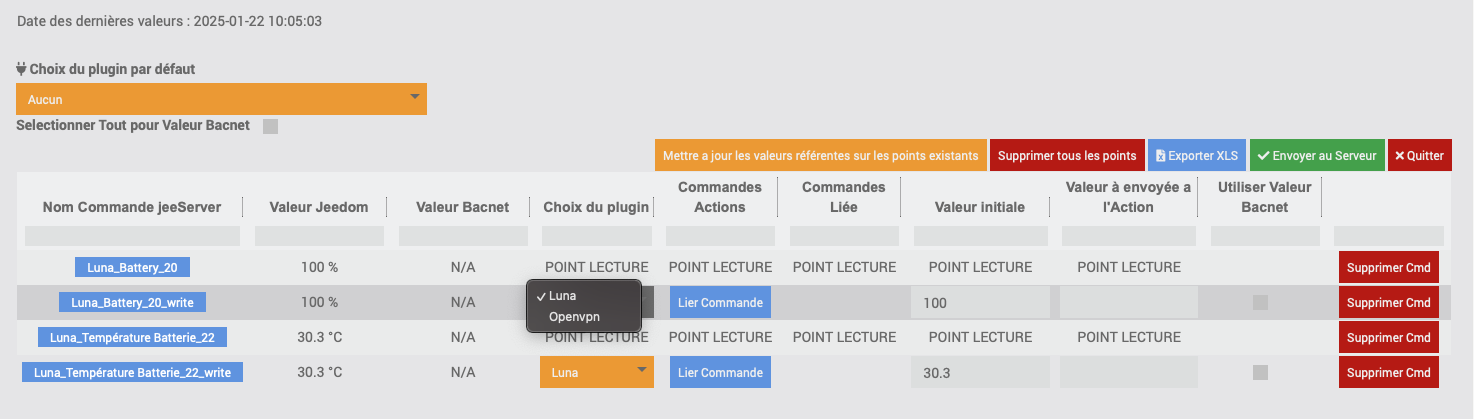 Date des dernières valeurs : 2025-01-22 10:05:03
Choix du plugin par défaut
Aucun
Selectionner Tout pour Valeur Bacnet
Mettre a jour les valeurs référentes sur les points existants Supprimer tous les points Exporter XLS Envoyer au Serveur Quitter
Nom Commande jeeServer Valeur Jeedom Valeur Bacnet Choix du plugin Commandes Actions Commandes Liée Valeur initiale Valeur à envoyée a l'Action Utiliser Valeur Bacnet
Luna_Battery_20 100 % N/A POINT LECTURE POINT LECTURE POINT LECTURE POINT LECTURE POINT LECTURE Supprimer Cmd
Luna_Battery_20_write 100 % N/A Luna Lier Commande 100 Supprimer Cmd
Openvpn
Luna_Température Batterie_22 30.3 °C N/A POINT LECTURE POINT LECTURE POINT LECTURE POINT LECTURE POINT LECTURE Supprimer Cmd
Luna_Température Batterie_22_write 30.3 °C N/A Luna Lier Commande 30.3 Supprimer Cmd